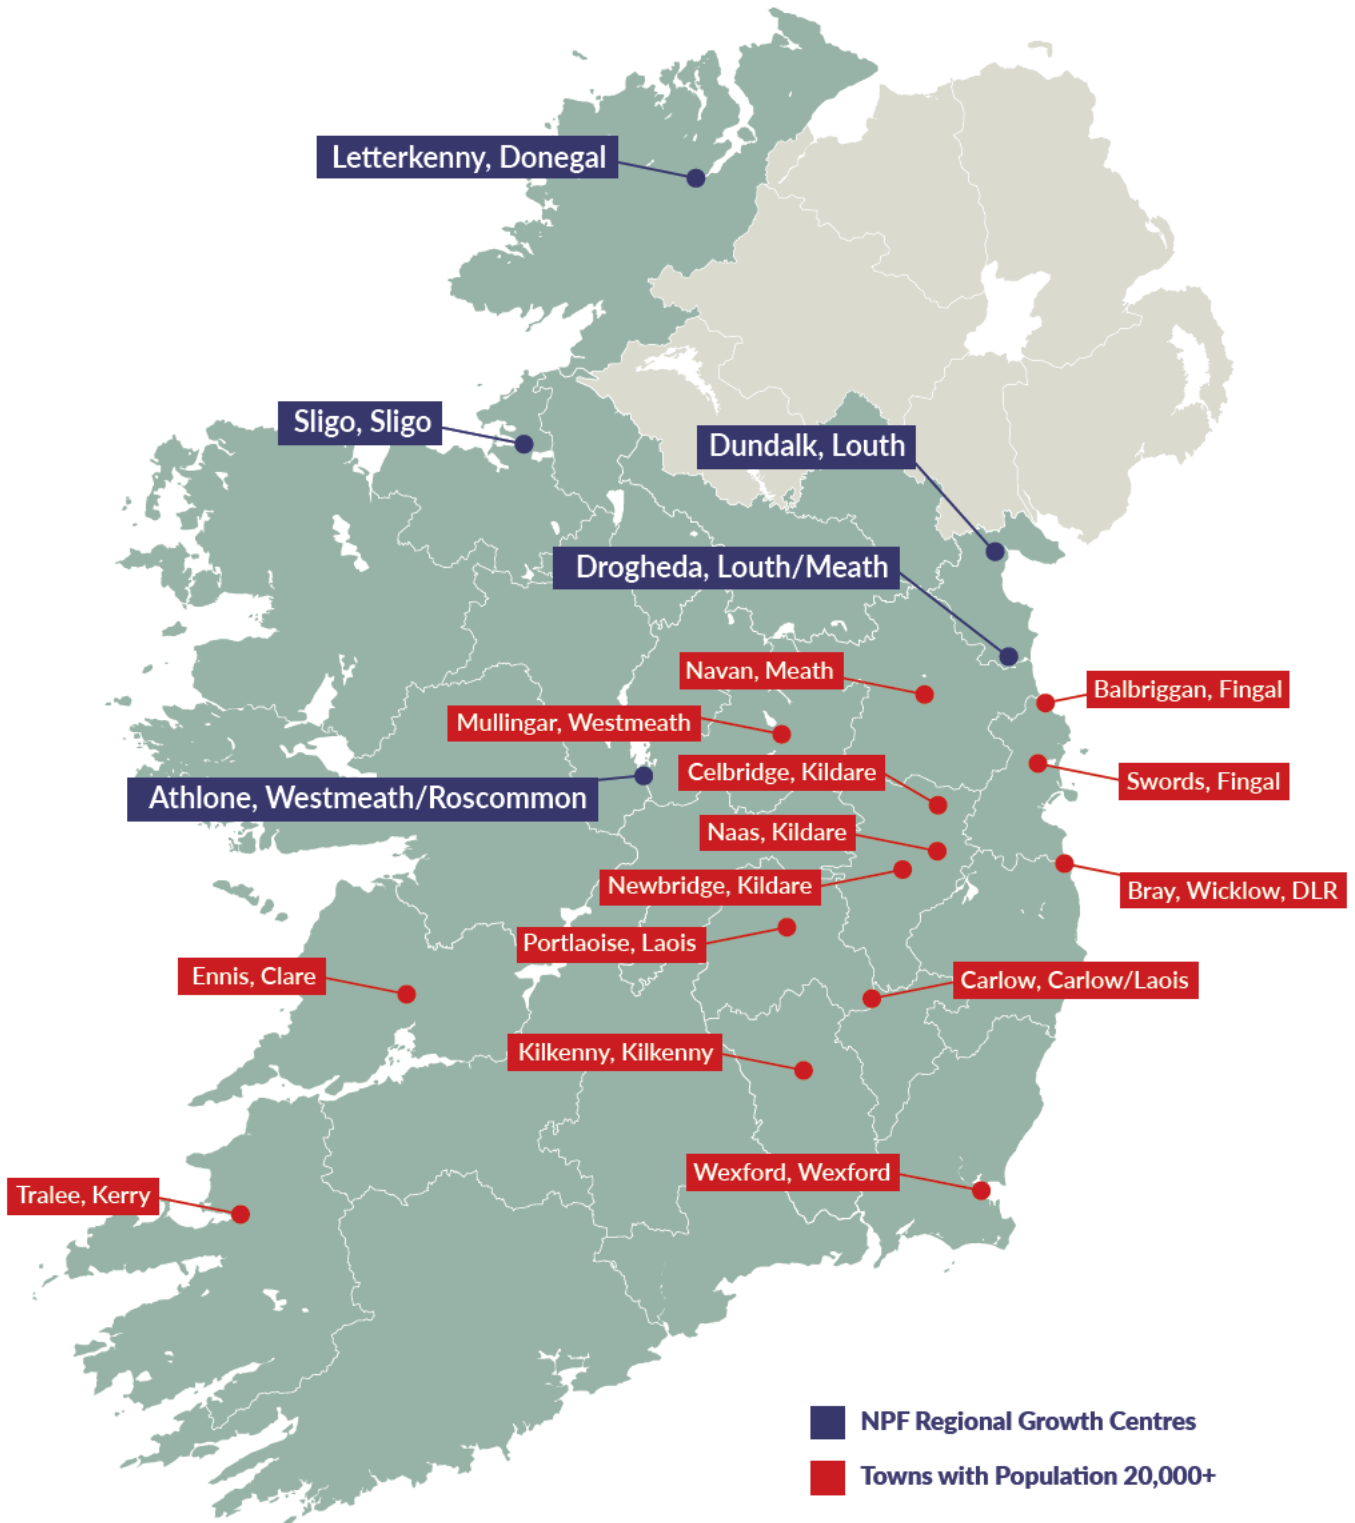 Letterkenny, Donegal
Sligo, Sligo
Dundalk, Louth
Drogheda, Louth/Meath
Navan, Meath
Balbriggan, Fingal
Mullingar, Westmeath
Celbridge, Kildare
Swords, Fingal
Athlone, Westmeath/Roscommon
Naas, Kildare
Newbridge, Kildare
Bray, Wicklow, DLR
Portlaoise, Laois
Ennis, Clare
Carlow, Carlow/Laois
Kilkenny, Kilkenny
Wexford, Wexford
Tralee, Kerry
NPF Regional Growth Centres
Towns with Population 20,000+